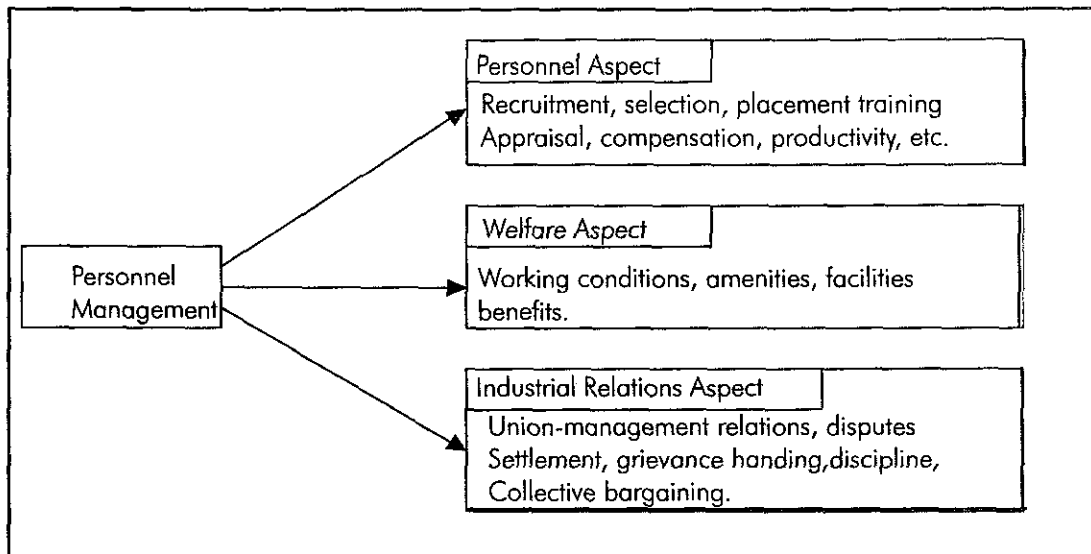 Personnel Aspect
Recruitment, selection, placement training
Appraisal, compensation, productivity, etc.
Welfare Aspect
Working conditions, amenities, facilities
benefits.
Personnel
Management
Industrial Relations Aspect
Union-management relations, disputes
Settlement, grievance handing,discipline,
Collective bargaining.